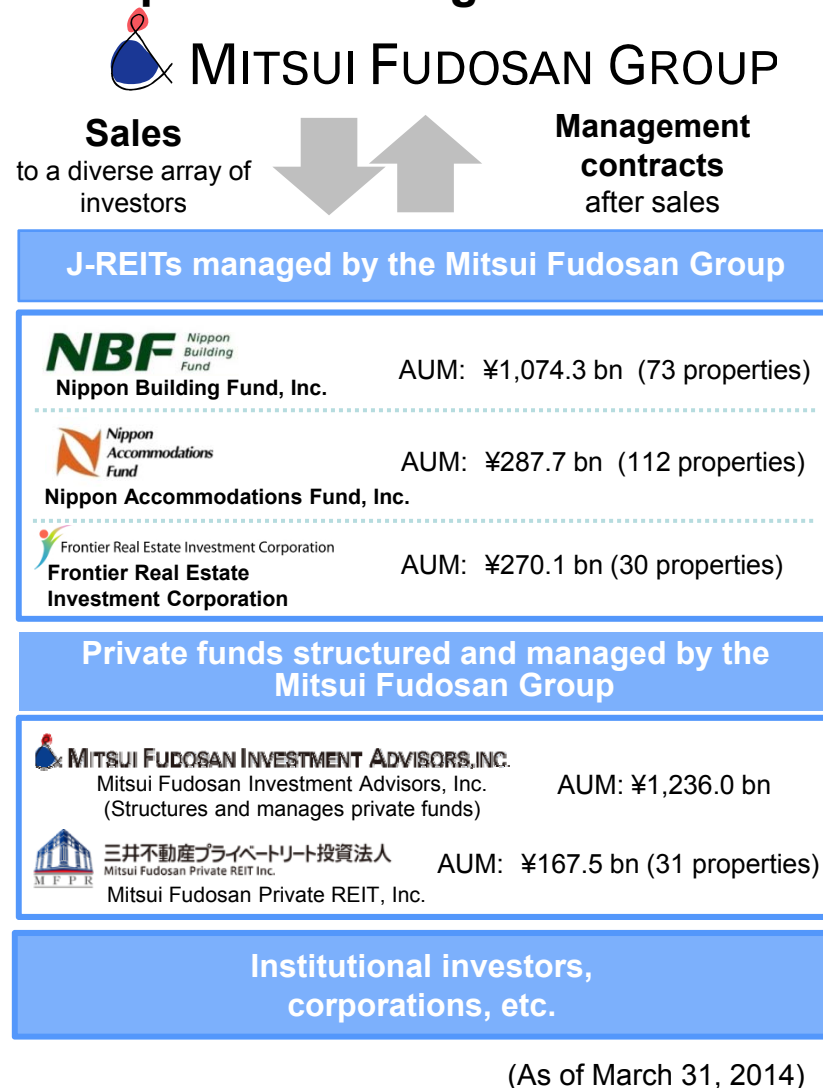 MITSUI FUDOSAN GROUP
Sales
to a diverse array of
investors
Management
contracts
after sales
J-REITs managed by the Mitsui Fudosan Group
NBF Nippon
Building
Fund
Nippon Building Fund, Inc.
AUM: ¥1,074.3 bn (73 properties)
Nippon
Accommodations
Fund
Nippon Accommodations Fund, Inc.
AUM: ¥287.7 bn (112 properties)
Frontier Real Estate Investment Corporation
Frontier Real Estate
Investment Corporation
AUM: ¥270.1 bn (30 properties)
Private funds structured and managed by the
Mitsui Fudosan Group
MITSUI FUDOSAN INVESTMENT ADVISORS,INC.
Mitsui Fudosan Investment Advisors, Inc.
(Structures and manages private funds)
AUM: ¥1,236.0 bn
MFPR
三井不動産プライベートリート投資法人
Mitsui Fudosan Private REIT Inc.
Mitsui Fudosan Private REIT, Inc.
AUM: ¥167.5 bn (31 properties)
Institutional investors,
corporations, etc.
(As of March 31, 2014)